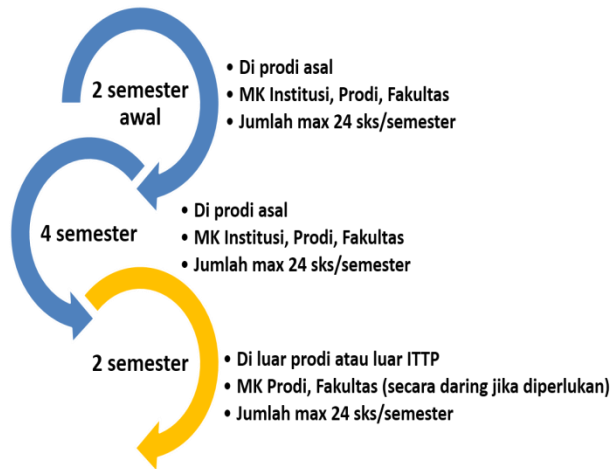 2 semester
awal
• Di prodi asal
• MK Institusi, Prodi, Fakultas
• Jumlah max 24 sks/semester
4 semester
• Di prodi asal
• MK Institusi, Prodi, Fakultas
• Jumlah max 24 sks/semester
2 semester
• Di luar prodi atau luar ITTP
• MK Prodi, Fakultas (secara daring jika diperlukan)
• Jumlah max 24 sks/semester